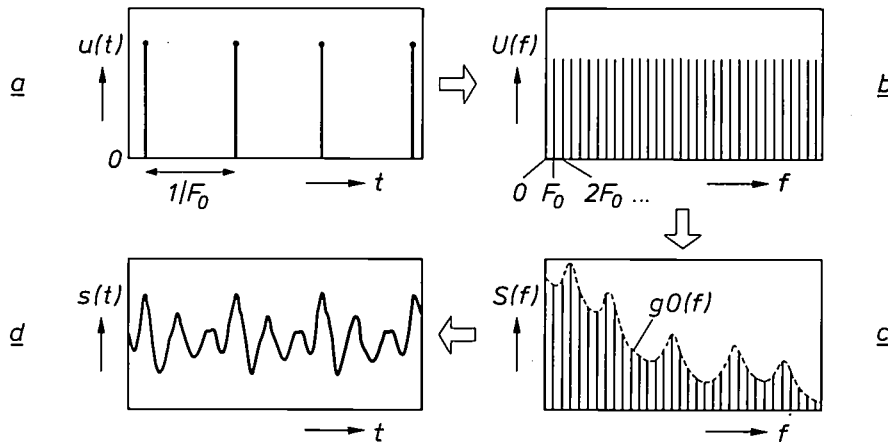 a
u(t)
0
1/F₀
t
U(f)
b
0 F₀ 2F₀ ...
f
d
s(t)
t
S(f)
g0(f)
c
f